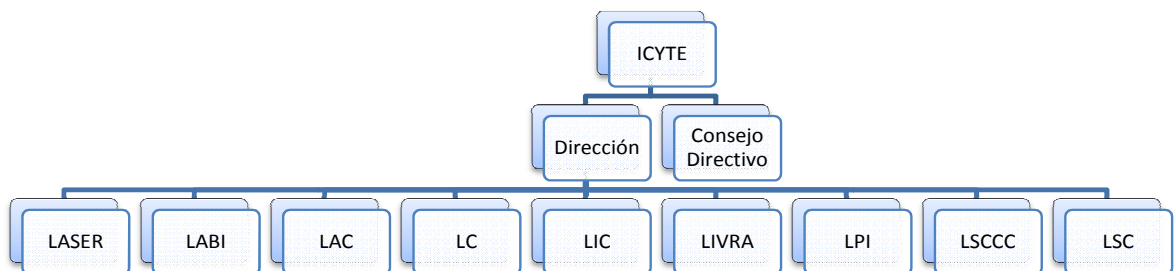 ICYTE
Dirección
Consejo
Directivo
LASER
LABI
LAC
LC
LIC
LIVRA
LPI
LSCCC
LSC